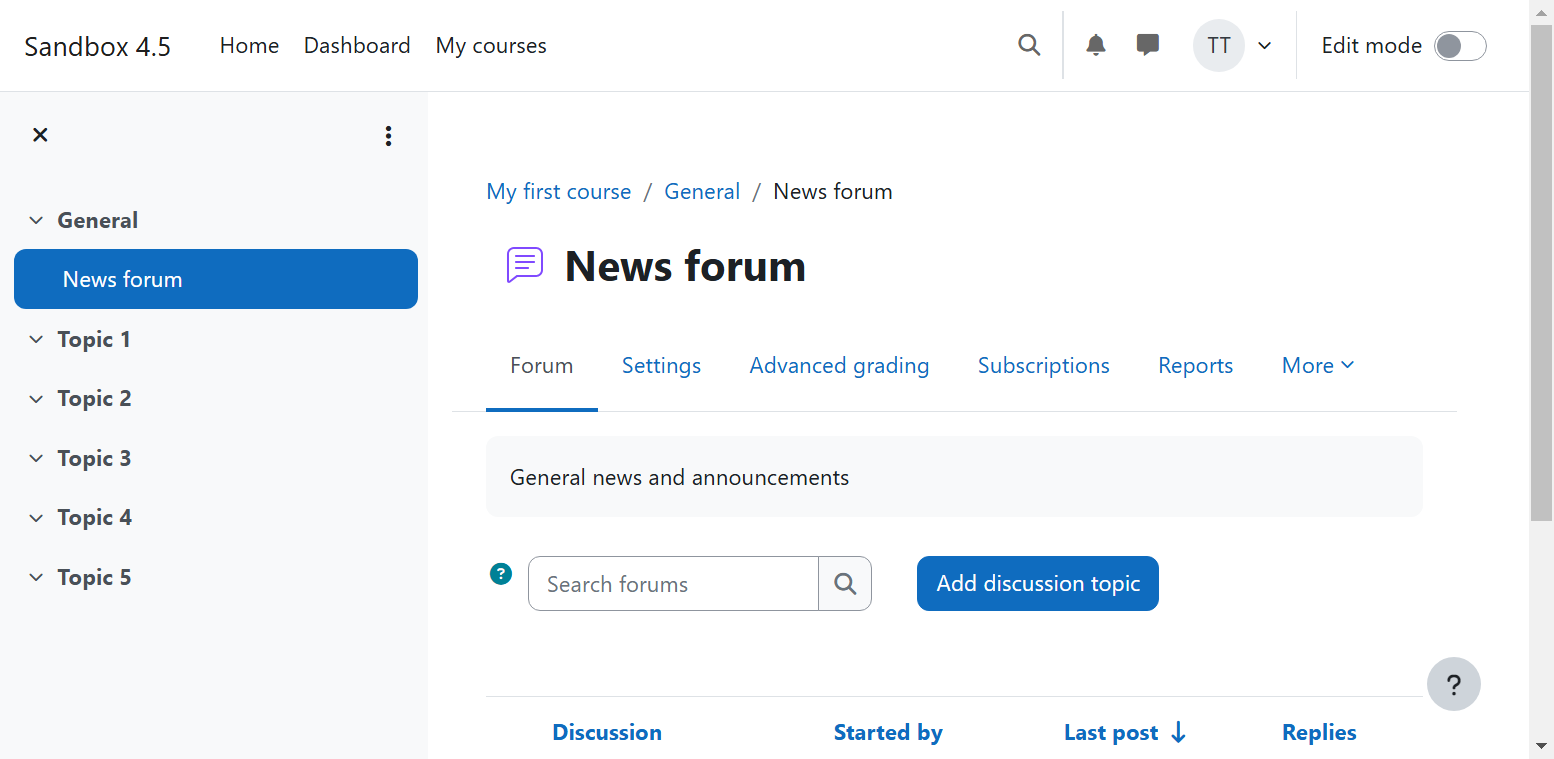 Sandbox 4.5 Home Dashboard My courses TT Edit mode
General
News forum
Topic 1
Topic 2
Topic 3
Topic 4
Topic 5
My first course / General / News forum
News forum
Forum Settings Advanced grading Subscriptions Reports More
General news and announcements
? Search forums Add discussion topic
?
Discussion Started by Last post Replies